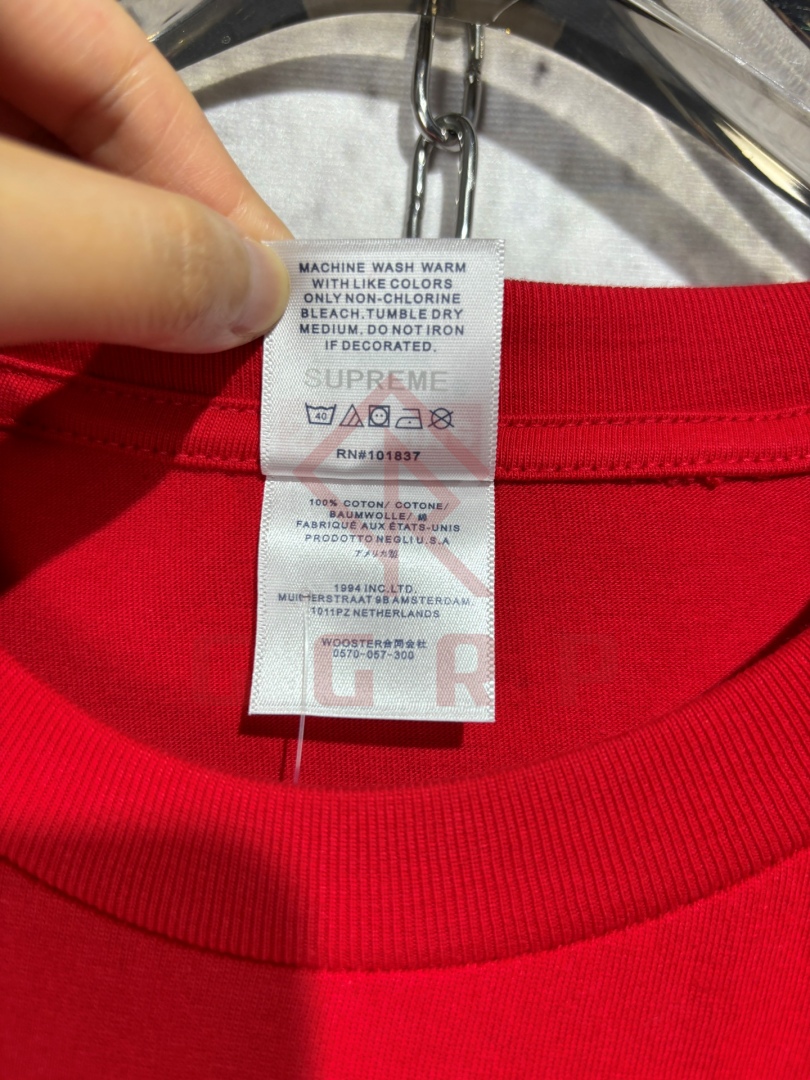 MACHINE WASH WARM
WITH LIKE COLORS
ONLY NON-CHLORINE
BLEACH.TUMBLE DRY
MEDIUM. DO NOT IRON
IF DECORATED.
SUPREME
40
RN#101837
100% COTON/ COTONE/
BAUMWOLLE/ 綿
FABRIQUÉ AUX ÉTATS-UNIS
PRODOTTO NEGLI U.S.A
アメリカ製
1994 INC.LTD.
STRAAT 9B AMSTERDAM.
1011PZ NETHERLANDS
WOOSTER合同会社
0570-057-300
G R